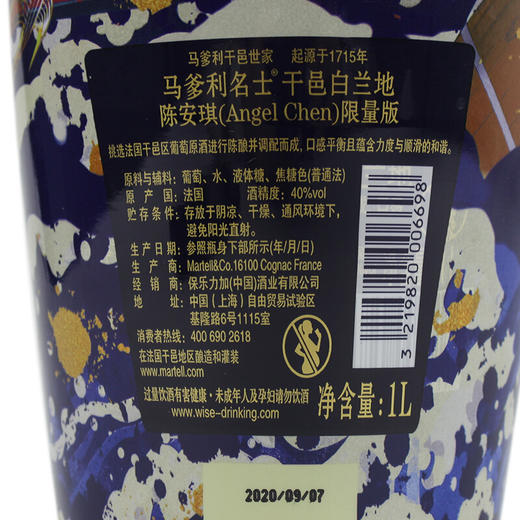 马爹利干邑世家 起源于1715年
马爹利名士®干邑白兰地
陈安琪(Angel Chen)限量版
挑选法国干邑区葡萄原酒进行陈酿并调配而成,口感平衡且蕴含力度与顺滑的和谐。
原料与辅料:葡萄、水、液体糖、焦糖色(普通法)
原产国:法国 酒精度:40%vol
贮存条件:存放于阴凉、干燥、通风环境下,
避免阳光直射。
生产日期:参照瓶身下部所示(年/月/日)
生产商:Martell&Co.16100 Cognac France
经销商:保乐力加(中国)酒业有限公司
地址:中国(上海)自由贸易试验区
基隆路6号1115室
消费者热线:400 690 2618
在法国干邑地区酿造和灌装
www.martell.com
过量饮酒有害健康·未成年人及孕妇请勿饮酒
www.wise-drinking.com
净含量:1L
3 219820 006698
2020/09/07